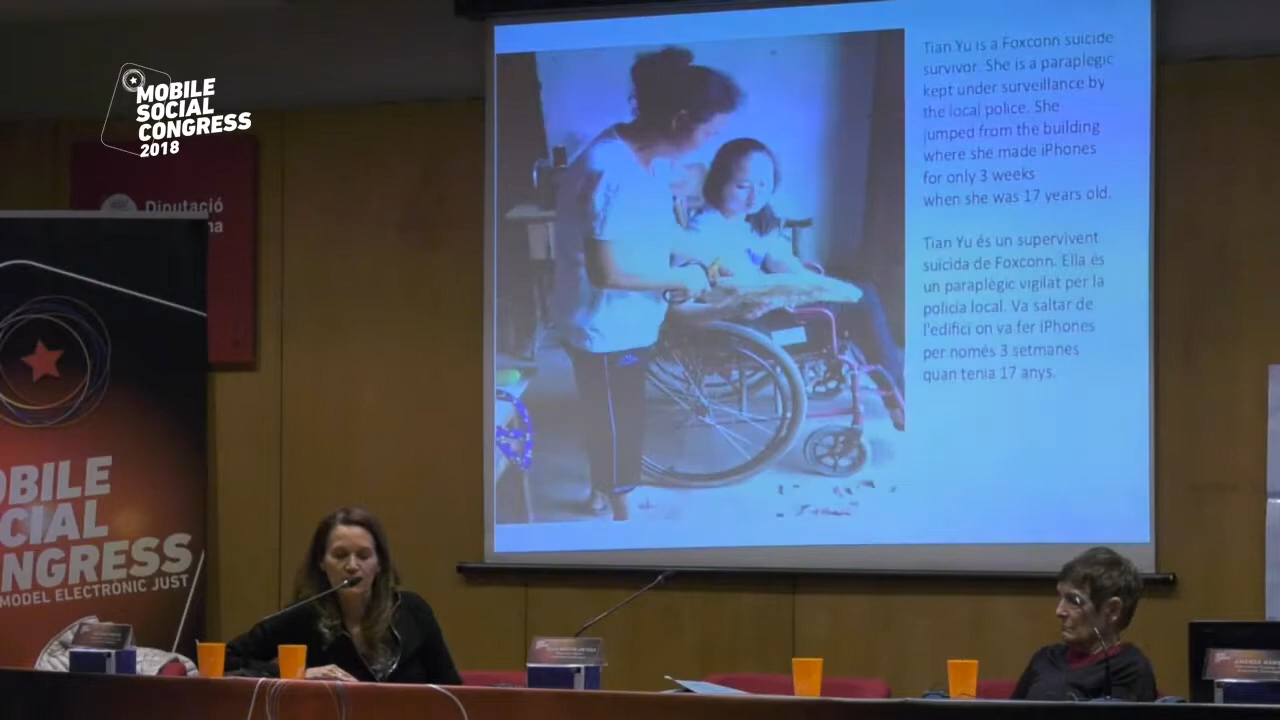 MOBILE
SOCIAL
CONGRESS
2018
Diputació
Tian Yu is a Foxconn suicide
survivor. She is a paraplegic
kept under surveillance by
the local police. She
jumped from the building
where she made iPhones
for only 3 weeks
when she was 17 years old.
Tian Yu és un supervivent
suïcida de Foxconn. Ella és
un paraplègic vigilat per la
policia local. Va saltar de
l'edifici on va fer iPhones
per només 3 setmanes
quan tenia 17 anys.
OBILE
CIAL
NGRESS
MODEL ELECTRÒNIC JUST